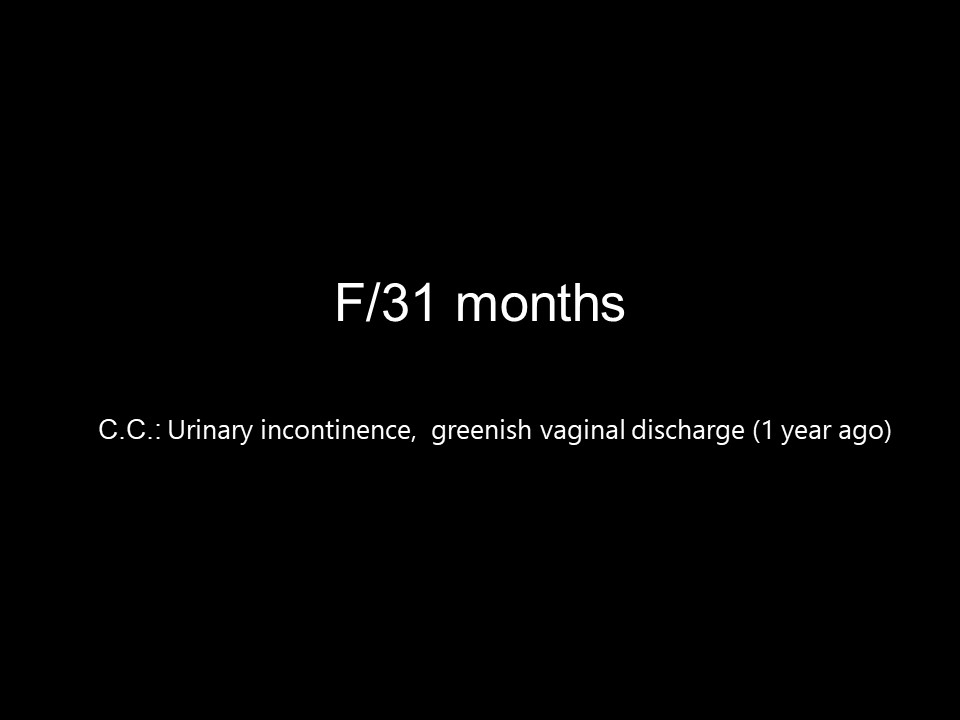 F/31 months
C.C.: Urinary incontinence,  greenish vaginal discharge (1 year ago)